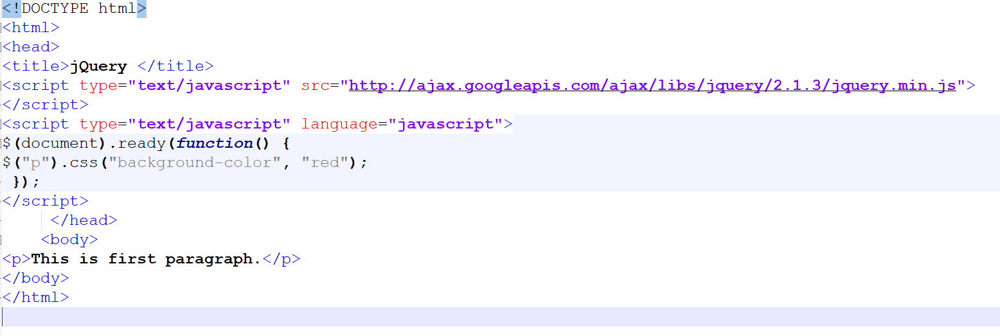 <!DOCTYPE html>
<html>
<head>
<title>jQuery </title>
<script type="text/javascript" src="http://ajax.googleapis.com/ajax/libs/jquery/2.1.3/jquery.min.js">
</script>
<script type="text/javascript" language="javascript">
$(document).ready(function() {
$("p").css("background-color", "red");
 });
</script>
     </head>
    <body>
<p>This is first paragraph.</p>
</body>
</html>